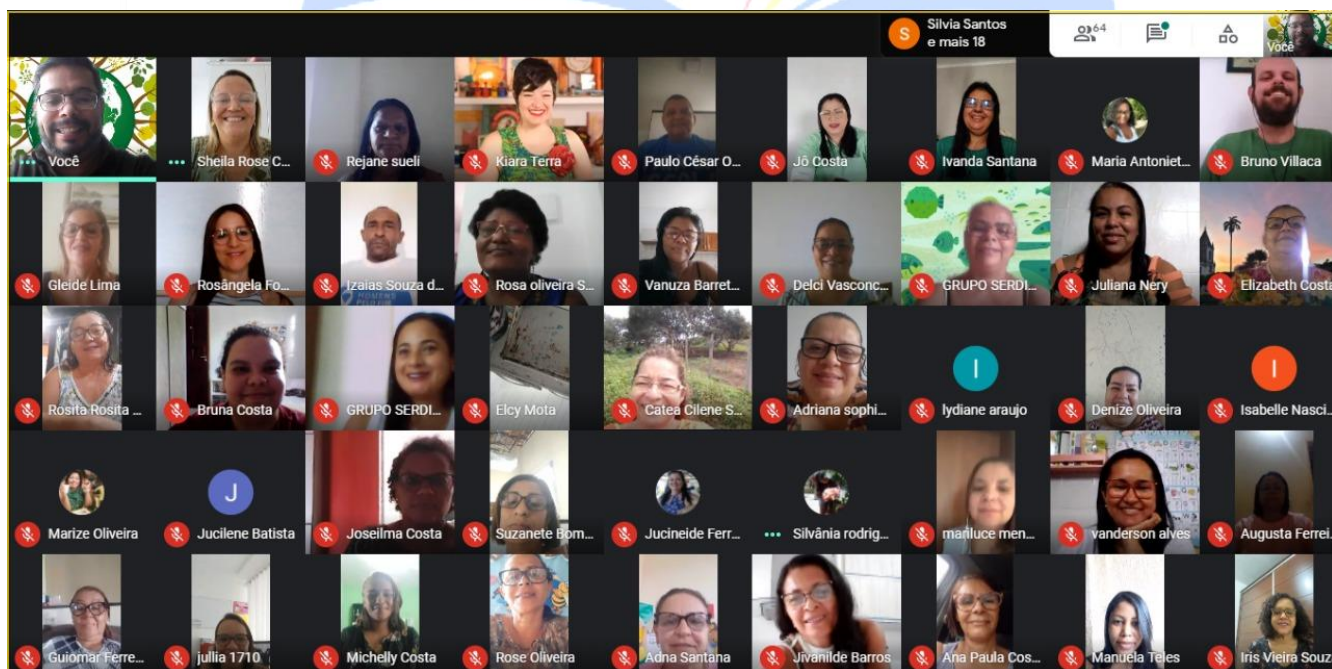 Silvia Santos
S
e mais 18
64
Você
Você
Sheila Rose C...
Rejane sueli
Kiara Terra
Paulo César O...
Jô Costa
Ivanda Santana
Maria Antoniet...
Bruno Villaca
Gleide Lima
Rosângela Fo...
Izaias Souza d...
Rosa oliveira S...
Vanuza Barret...
Delci Vasconc...
GRUPO SERDI...
Juliana Nery
Elizabeth Costa
Rosita Rosita ...
Bruna Costa
GRUPO SERDI...
Elcy Mota
Catea Cilene S...
Adriana sophi...
I
lydiane araujo
Denize Oliveira
I
Isabelle Nasci...
Marize Oliveira
J
Jucilene Batista
Joseilma Costa
Suzanete Bom...
Jucineide Ferr...
Silvânia rodrig...
mariluce men...
vanderson alves
Augusta Ferrei...
Guiomar Ferre...
jullia 1710
Michelly Costa
Rose Oliveira
Adna Santana
Jivanilde Barros
Ana Paula Cos...
Manuela Teles
Iris Vieira Souz